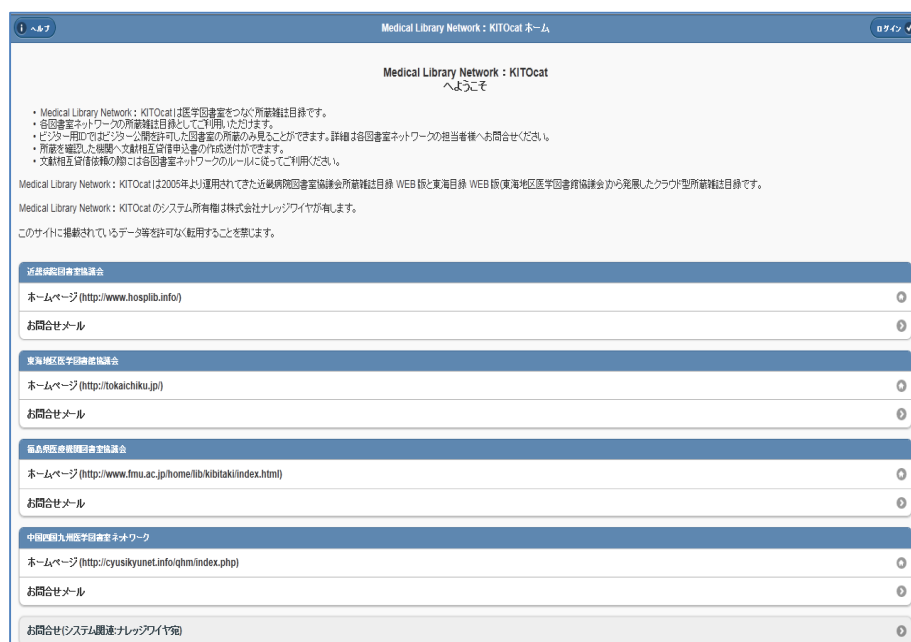 ヘルプ
Medical Library Network：KITOcat ホーム
ログイン
Medical Library Network：KITOcat
へようこそ
・Medical Library Network：KITOcatは医学図書室をつなぐ所蔵雑誌目録です。
・各図書室ネットワークの所蔵雑誌目録としてご利用いただけます。
・ビジター用IDではビジター公開を許可した図書室の所蔵のみ見ることができます。詳細は各図書室ネットワークの担当者様へお問合せください。
・所蔵を確認した機関へ文献相互貸借申込書の作成送付ができます。
・文献相互貸借依頼の際には各図書室ネットワークのルールに従ってご利用ください。
Medical Library Network：KITOcatは2005年より運用されてきた近畿病院図書室協議会所蔵雑誌目録 WEB版と東海目録 WEB版(東海地区医学図書館協議会)から発展したクラウド型所蔵雑誌目録です。
Medical Library Network：KITOcat のシステム所有権は株式会社ナレッジワイヤが有します。
このサイトに掲載されているデータ等を許可なく転用することを禁じます。
近畿病院図書室協議会
ホームページ (http://www.hosplib.info/)
お問合せメール
東海地区医学図書館協議会
ホームページ (http://tokaichiku.jp/)
お問合せメール
福島県医療機関図書室協議会
ホームページ (http://www.fmu.ac.jp/home/lib/kibitaki/index.html)
お問合せメール
中国四国九州医学図書室ネットワーク
ホームページ (http://cyusikyunet.info/qhm/index.php)
お問合せメール
お問合せ(システム関連:ナレッジワイヤ宛)